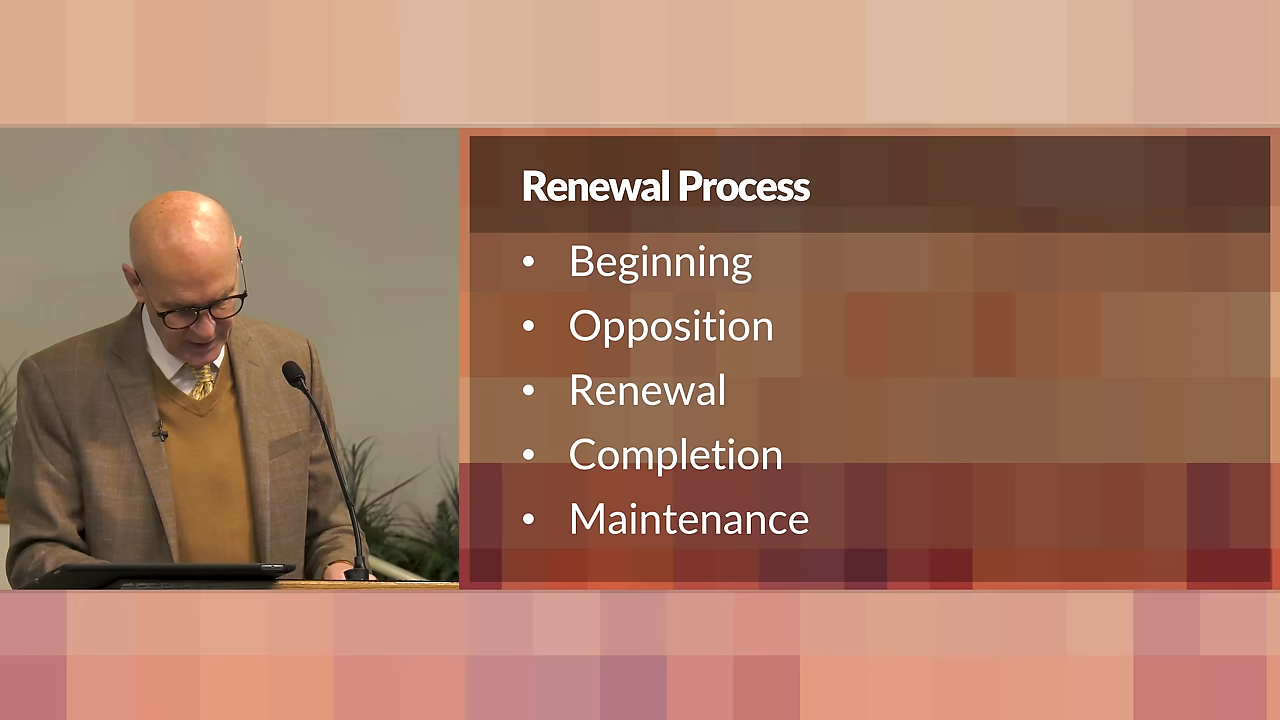 Renewal Process
• Beginning
• Opposition
• Renewal
• Completion
• Maintenance